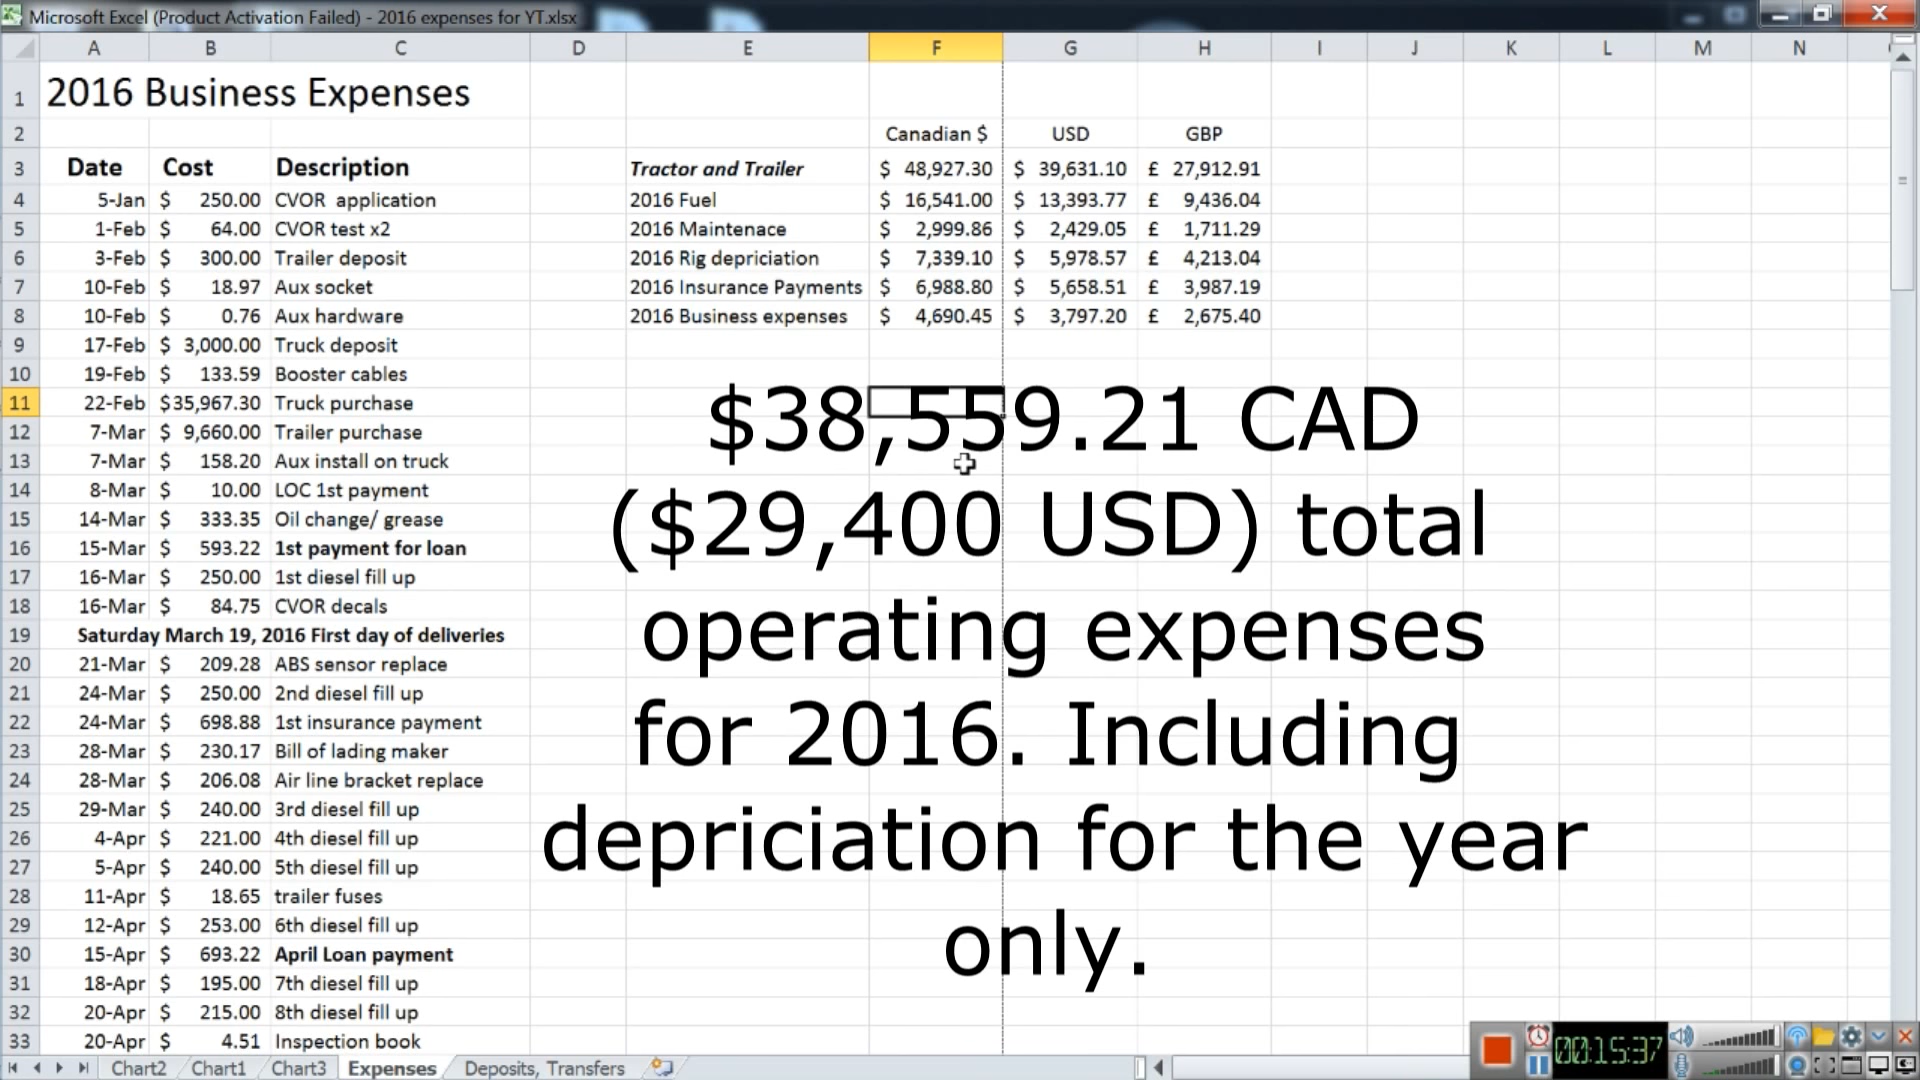 Microsoft Excel (Product Activation Failed) - 2016 expenses for YT.xlsx
A B C D E F G H I J K L M N
1 2016 Business Expenses
2 Canadian $ USD GBP
3 Date Cost Description Tractor and Trailer $ 48,927.30 $ 39,631.10 £ 27,912.91
4 5-Jan $ 250.00 CVOR application 2016 Fuel $ 16,541.00 $ 13,393.77 £ 9,436.04
5 1-Feb $ 64.00 CVOR test x2 2016 Maintenace $ 2,999.86 $ 2,429.05 £ 1,711.29
6 3-Feb $ 300.00 Trailer deposit 2016 Rig depriciation $ 7,339.10 $ 5,978.57 £ 4,213.04
7 10-Feb $ 18.97 Aux socket 2016 Insurance Payments $ 6,988.80 $ 5,658.51 £ 3,987.19
8 10-Feb $ 0.76 Aux hardware 2016 Business expenses $ 4,690.45 $ 3,797.20 £ 2,675.40
9 17-Feb $ 3,000.00 Truck deposit
10 19-Feb $ 133.59 Booster cables
11 22-Feb $35,967.30 Truck purchase
12 7-Mar $ 9,660.00 Trailer purchase
13 7-Mar $ 158.20 Aux install on truck
14 8-Mar $ 10.00 LOC 1st payment
15 14-Mar $ 333.35 Oil change/ grease
16 15-Mar $ 593.22 1st payment for loan
17 16-Mar $ 250.00 1st diesel fill up
18 16-Mar $ 84.75 CVOR decals
19 Saturday March 19, 2016 First day of deliveries
20 21-Mar $ 209.28 ABS sensor replace
21 24-Mar $ 250.00 2nd diesel fill up
22 24-Mar $ 698.88 1st insurance payment
23 28-Mar $ 230.17 Bill of lading maker
24 28-Mar $ 206.08 Air line bracket replace
25 29-Mar $ 240.00 3rd diesel fill up
26 4-Apr $ 221.00 4th diesel fill up
27 5-Apr $ 240.00 5th diesel fill up
28 11-Apr $ 18.65 trailer fuses
29 12-Apr $ 253.00 6th diesel fill up
30 15-Apr $ 693.22 April Loan payment
31 18-Apr $ 195.00 7th diesel fill up
32 20-Apr $ 215.00 8th diesel fill up
33 20-Apr $ 4.51 Inspection book
$38,559.21 CAD
($29,400 USD) total
operating expenses
for 2016. Including
depriciation for the year
only.
Chart2 Chart1 Chart3 Expenses Deposits, Transfers
00:15:37